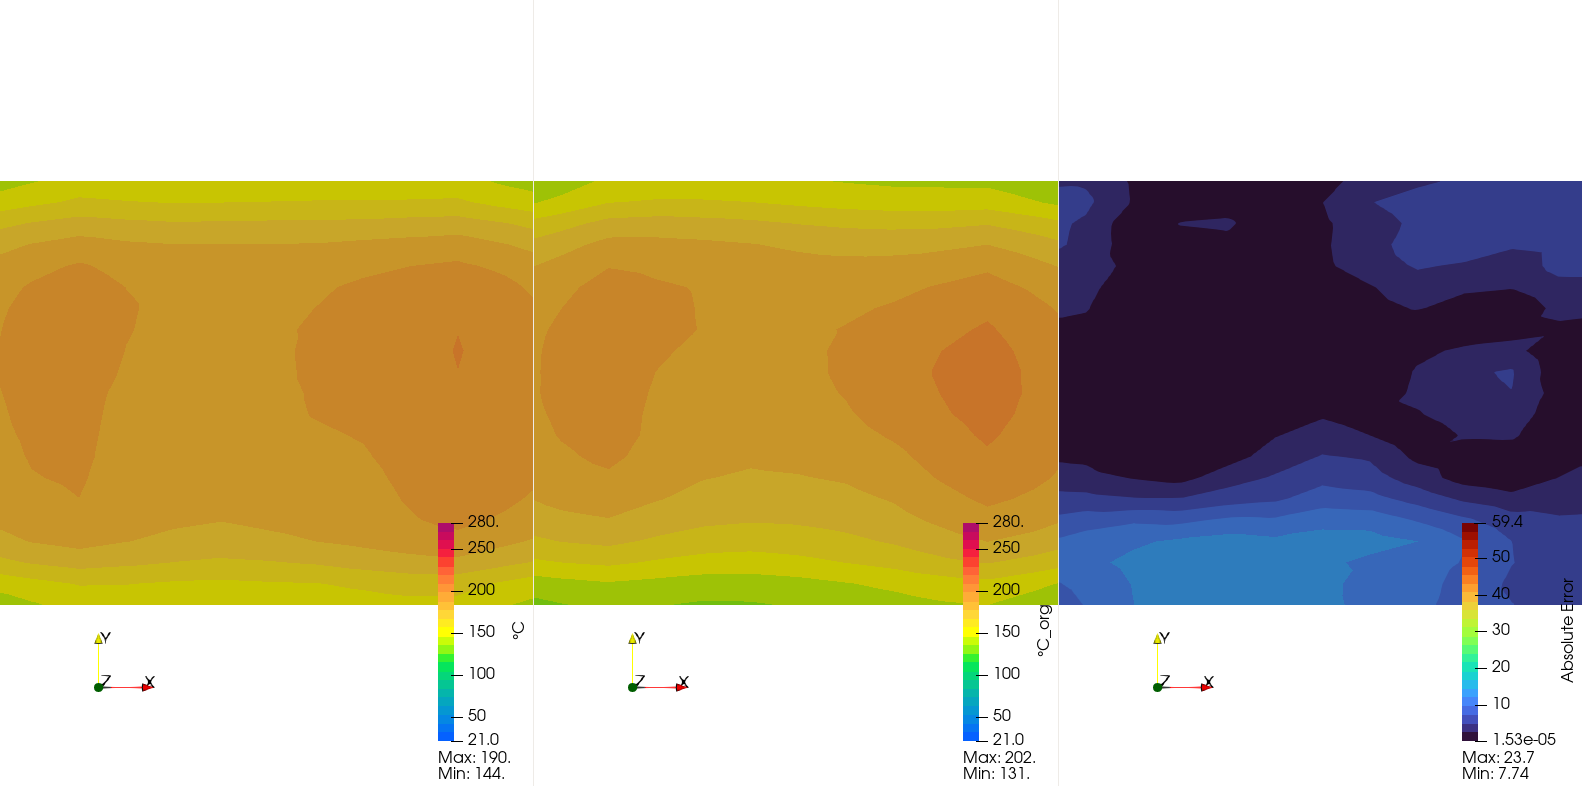 280.
250
200
150
100
50
21.0
°C
Max: 190.
Min: 144.
Y
Z
X
280.
250
200
150
100
50
21.0
°C_org
Max: 202.
Min: 131.
Y
Z
X
59.4
50
40
30
20
10
1.53e-05
Absolute Error
Max: 23.7
Min: 7.74
Y
Z
X